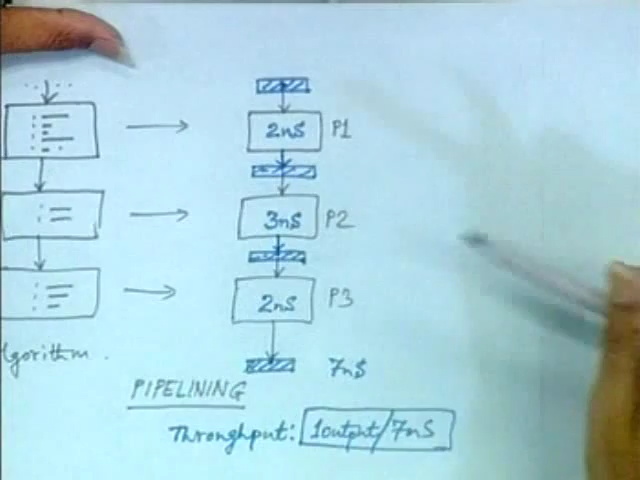 2nS P1
3nS P2
2nS P3
lgorithm.
7nS
PIPELINING
Throughput: 1output/7nS